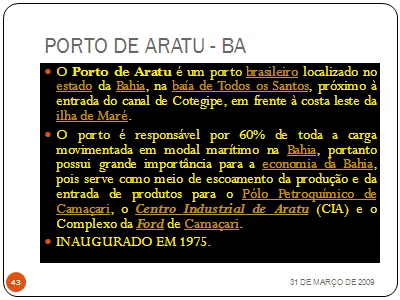 PORTO DE ARATU - BA
• O Porto de Aratu é um porto brasileiro localizado no
estado da Bahia, na baía de Todos os Santos, próximo à
entrada do canal de Cotegipe, em frente à costa leste da
ilha de Maré.
• O porto é responsável por 60% de toda a carga
movimentada em modal marítimo na Bahia, portanto
possui grande importância para a economia da Bahia,
pois serve como meio de escoamento da produção e da
entrada de produtos para o Pólo Petroquímico de
Camaçari, o Centro Industrial de Aratu (CIA) e o
Complexo da Ford de Camaçari.
• INAUGURADO EM 1975.
43
31 DE MARÇO DE 2009